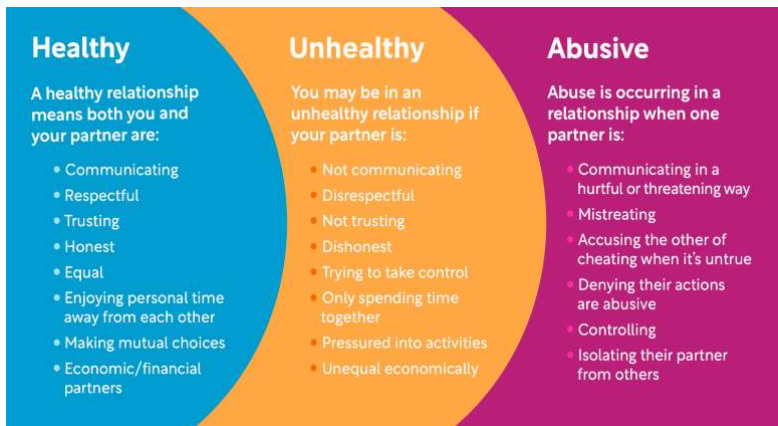 Healthy
A healthy relationship
means both you and
your partner are:
• Communicating
• Respectful
• Trusting
• Honest
• Equal
• Enjoying personal time
away from each other
• Making mutual choices
• Economic/financial
partners
Unhealthy
You may be in an
unhealthy relationship if
your partner is:
• Not communicating
• Disrespectful
• Not trusting
• Dishonest
• Trying to take control
• Only spending time
together
• Pressured into activities
• Unequal economically
Abusive
Abuse is occurring in a
relationship when one
partner is:
• Communicating in a
hurtful or threatening way
• Mistreating
• Accusing the other of
cheating when it's untrue
• Denying their actions
are abusive
• Controlling
• Isolating their partner
from others